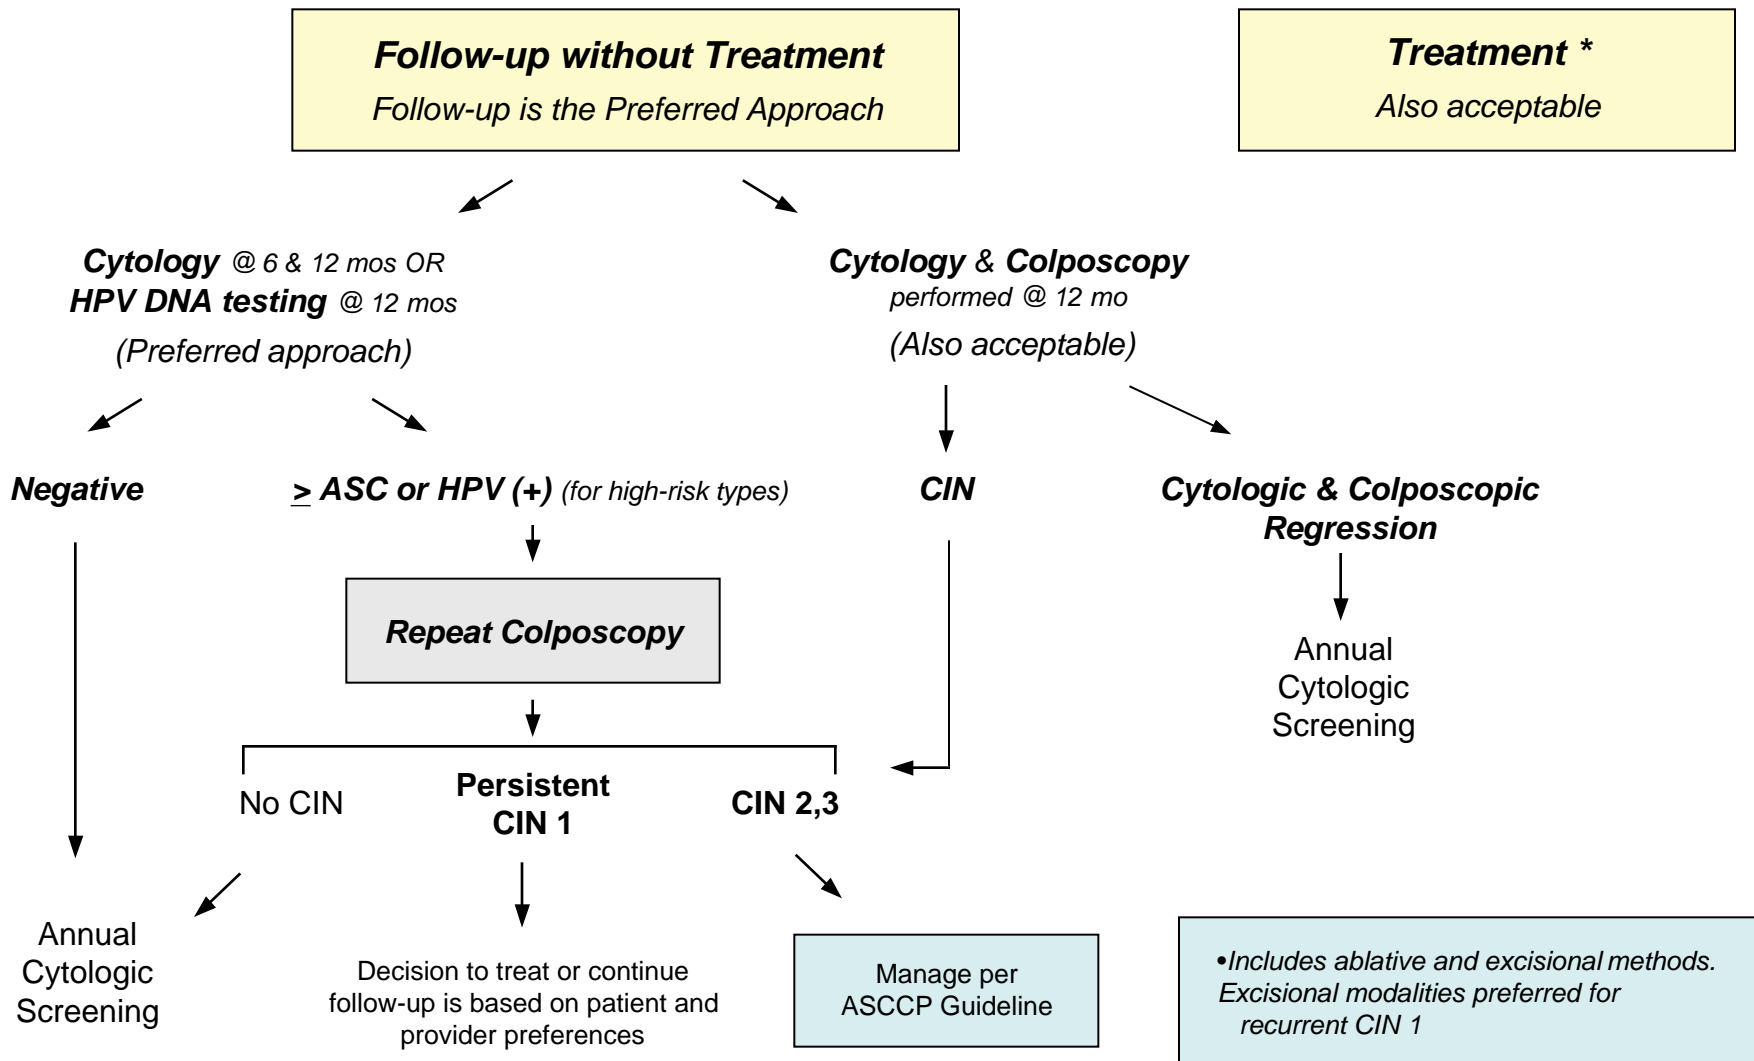 Follow-up without Treatment
Follow-up is the Preferred Approach
Treatment *
Also acceptable
Cytology @ 6 & 12 mos OR
HPV DNA testing @ 12 mos
(Preferred approach)
Cytology & Colposcopy
performed @ 12 mo
(Also acceptable)
Negative
≥ ASC or HPV (+) (for high-risk types)
CIN
Cytologic & Colposcopic
Regression
Repeat Colposcopy
Annual
Cytologic
Screening
No CIN
Persistent
CIN 1
CIN 2,3
Annual
Cytologic
Screening
Decision to treat or continue
follow-up is based on patient and
provider preferences
Manage per
ASCCP Guideline
•Includes ablative and excisional methods.
Excisional modalities preferred for
recurrent CIN 1